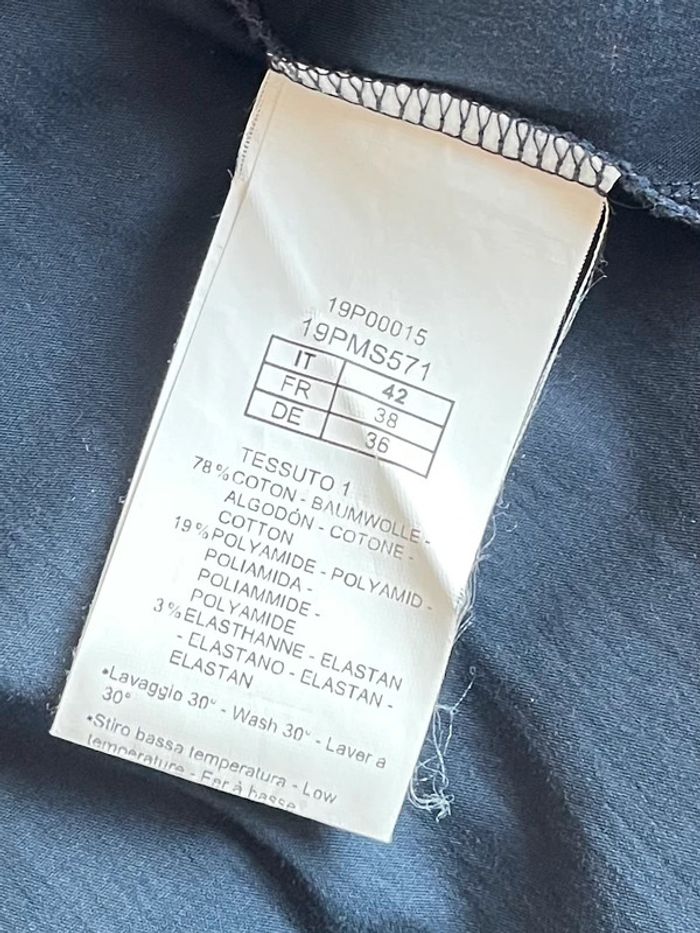 19P00015
19PMS571
IT 42
FR 38
DE 36
TESSUTO 1
78%COTON - BAUMWOLLE -
ALGODÓN - COTONE -
COTTON
19%POLYAMIDE - POLYAMID -
POLIAMIDA -
POLIAMMIDE -
POLYAMIDE
3%ELASTHANNE - ELASTAN
- ELASTANO - ELASTAN -
ELASTAN
*Lavaggio 30° - Wash 30° - Laver a
30°
*Stiro bassa temperatura - Low
temperature - Fer à basse